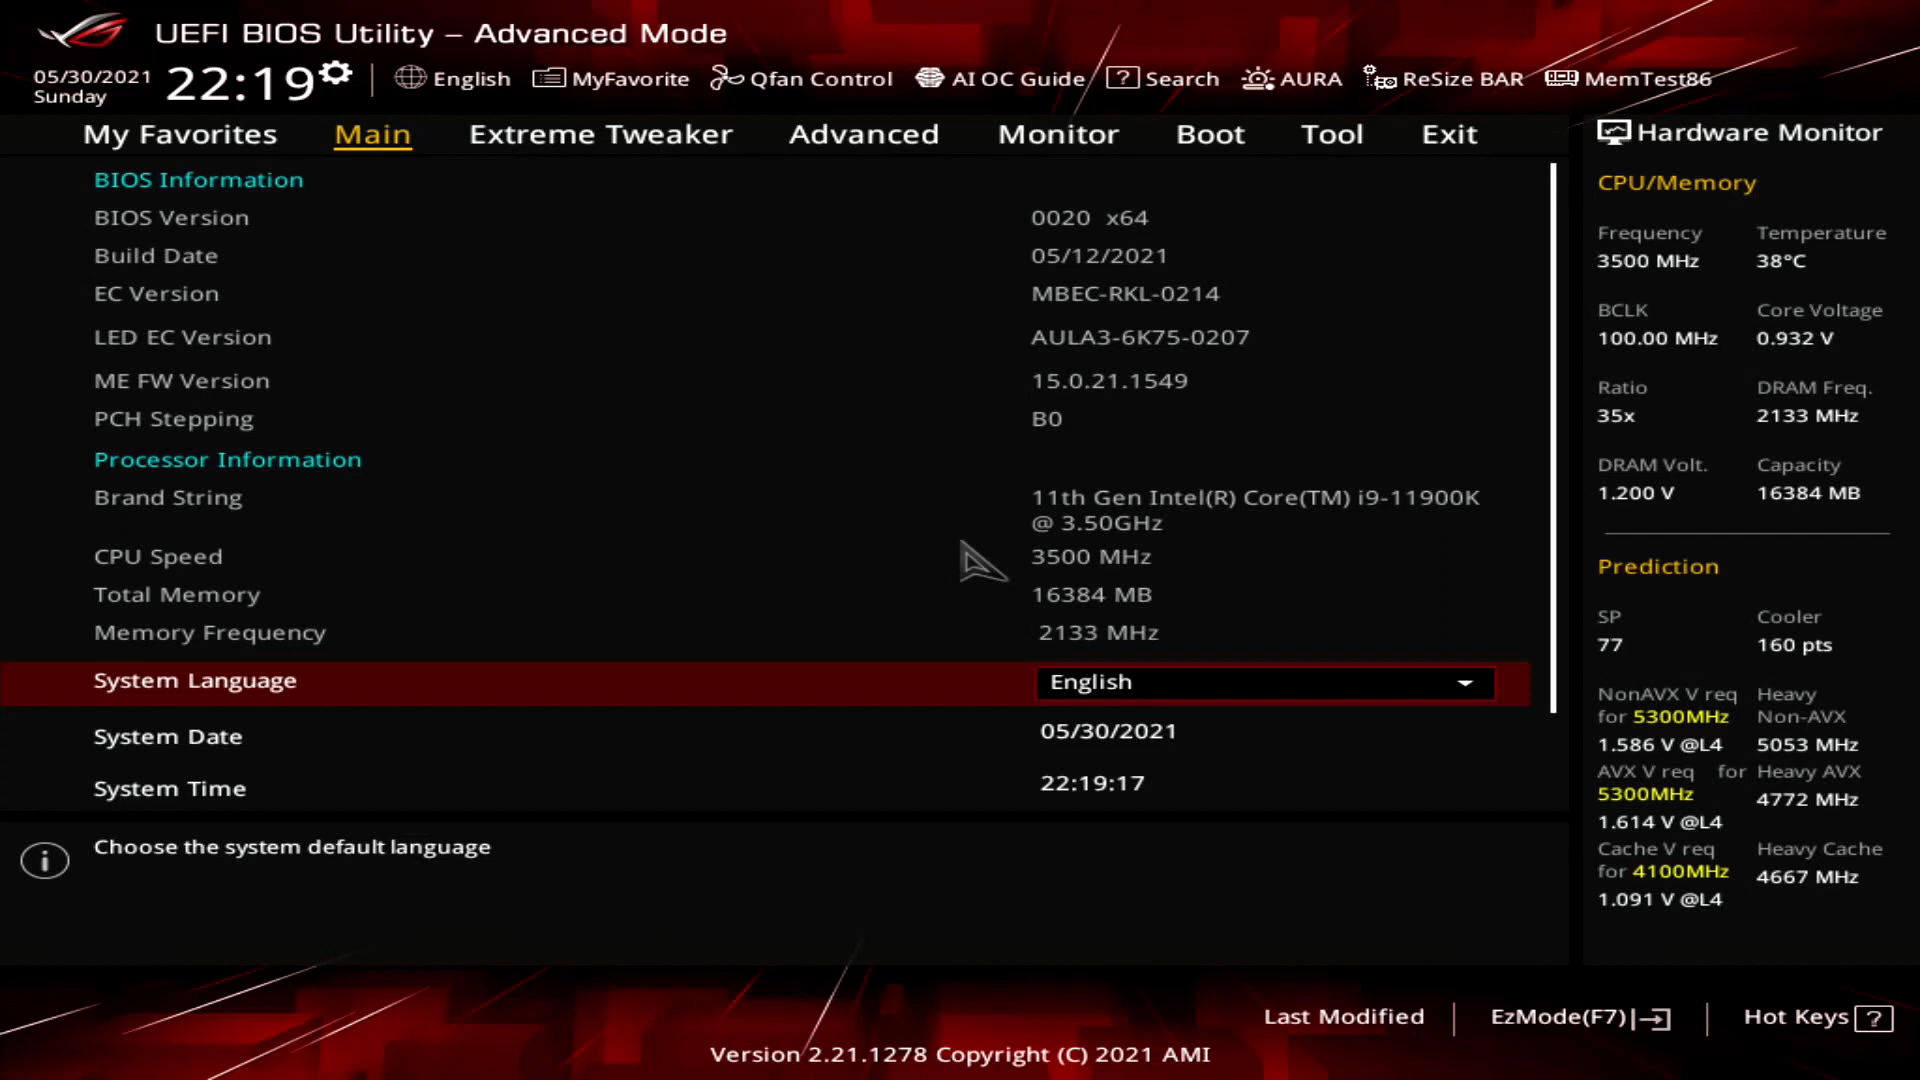 UEFI BIOS Utility – Advanced Mode
05/30/2021
Sunday
22:19
English
MyFavorite
Qfan Control
AI OC Guide
? Search
AURA
ReSize BAR
MemTest86
My Favorites
Main
Extreme Tweaker
Advanced
Monitor
Boot
Tool
Exit
BIOS Information
BIOS Version 0020 x64
Build Date 05/12/2021
EC Version MBEC-RKL-0214
LED EC Version AULA3-6K75-0207
ME FW Version 15.0.21.1549
PCH Stepping B0
Processor Information
Brand String 11th Gen Intel(R) Core(TM) i9-11900K
@ 3.50GHz
CPU Speed 3500 MHz
Total Memory 16384 MB
Memory Frequency 2133 MHz
System Language English
System Date 05/30/2021
System Time 22:19:17
i Choose the system default language
Hardware Monitor
CPU/Memory
Frequency Temperature
3500 MHz 38°C
BCLK Core Voltage
100.00 MHz 0.932 V
Ratio DRAM Freq.
35x 2133 MHz
DRAM Volt. Capacity
1.200 V 16384 MB
Prediction
SP Cooler
77 160 pts
NonAVX V req Heavy
for 5300MHz Non-AVX
1.586 V @L4 5053 MHz
AVX V req for Heavy AVX
5300MHz 4772 MHz
1.614 V @L4
Cache V req Heavy Cache
for 4100MHz 4667 MHz
1.091 V @L4
Last Modified
EzMode(F7)
Hot Keys ?
Version 2.21.1278 Copyright (C) 2021 AMI